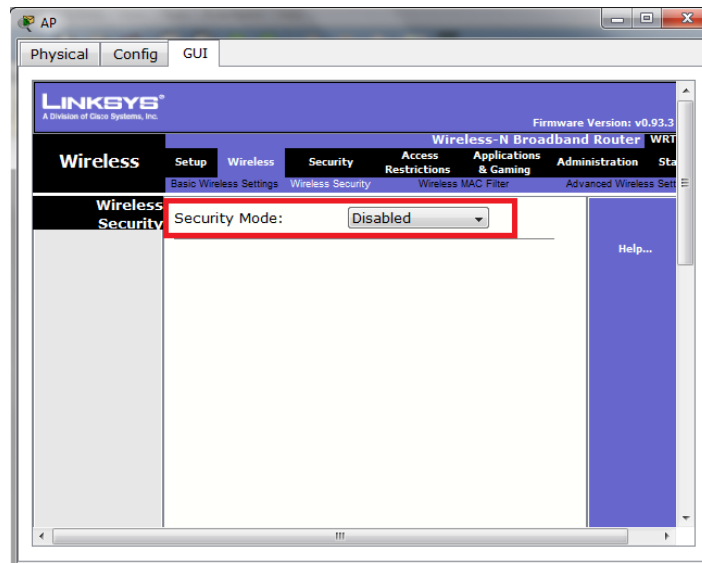 AP
Physical Config GUI
LINKSYS®
A Division of Cisco Systems, Inc.
Firmware Version: v0.93.3
Wireless-N Broadband Router WRT
Wireless
Setup Wireless Security Access Restrictions Applications & Gaming Administration Sta
Basic Wireless Settings Wireless Security Wireless MAC Filter Advanced Wireless Sett
Wireless
Security
Security Mode: Disabled
Help...